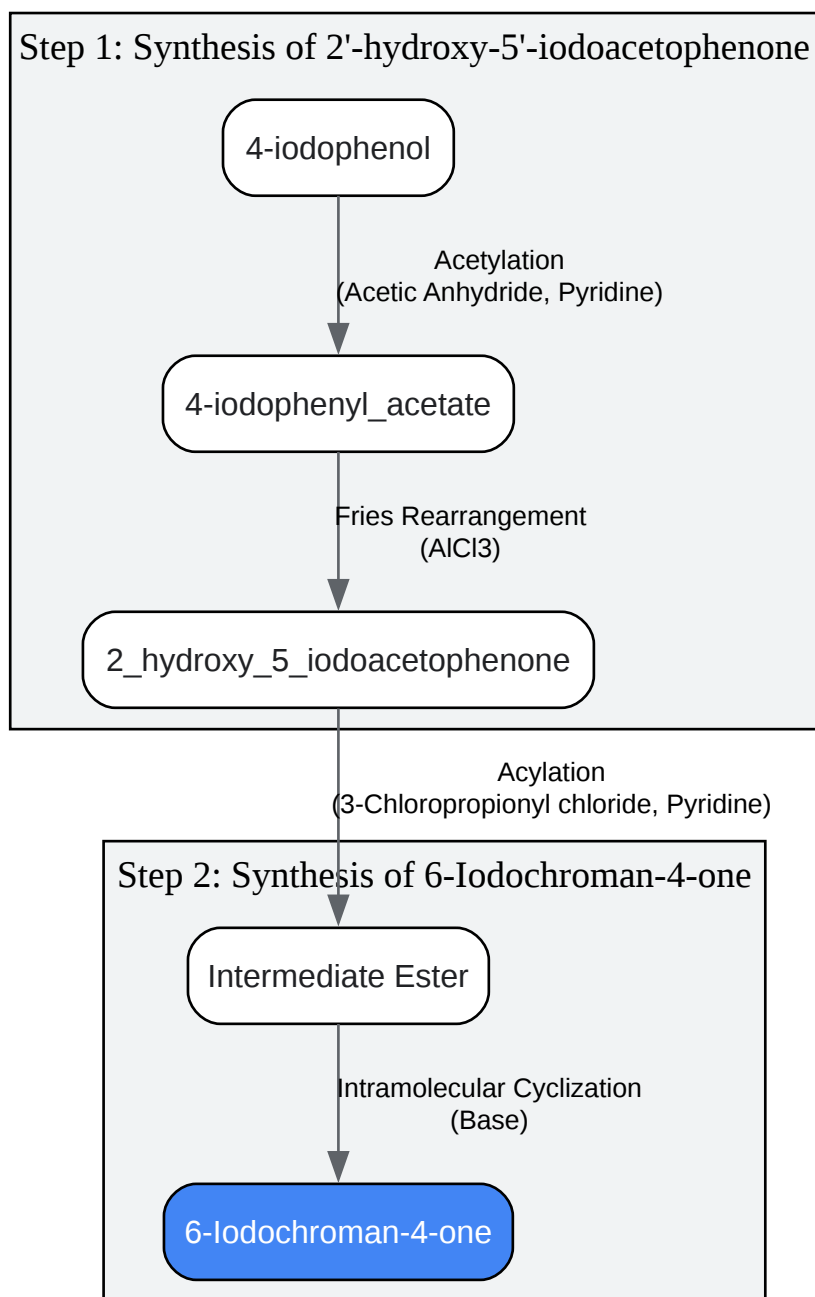 Step 1: Synthesis of 2'-hydroxy-5'-iodoacetophenone
4-iodophenol
Acetylation
(Acetic Anhydride, Pyridine)
4-iodophenyl_acetate
Fries Rearrangement
(AlCl3)
2_hydroxy_5_iodoacetophenone
Acylation
(3-Chloropropionyl chloride, Pyridine)
Step 2: Synthesis of 6-Iodochroman-4-one
Intermediate Ester
Intramolecular Cyclization
(Base)
6-Iodochroman-4-one